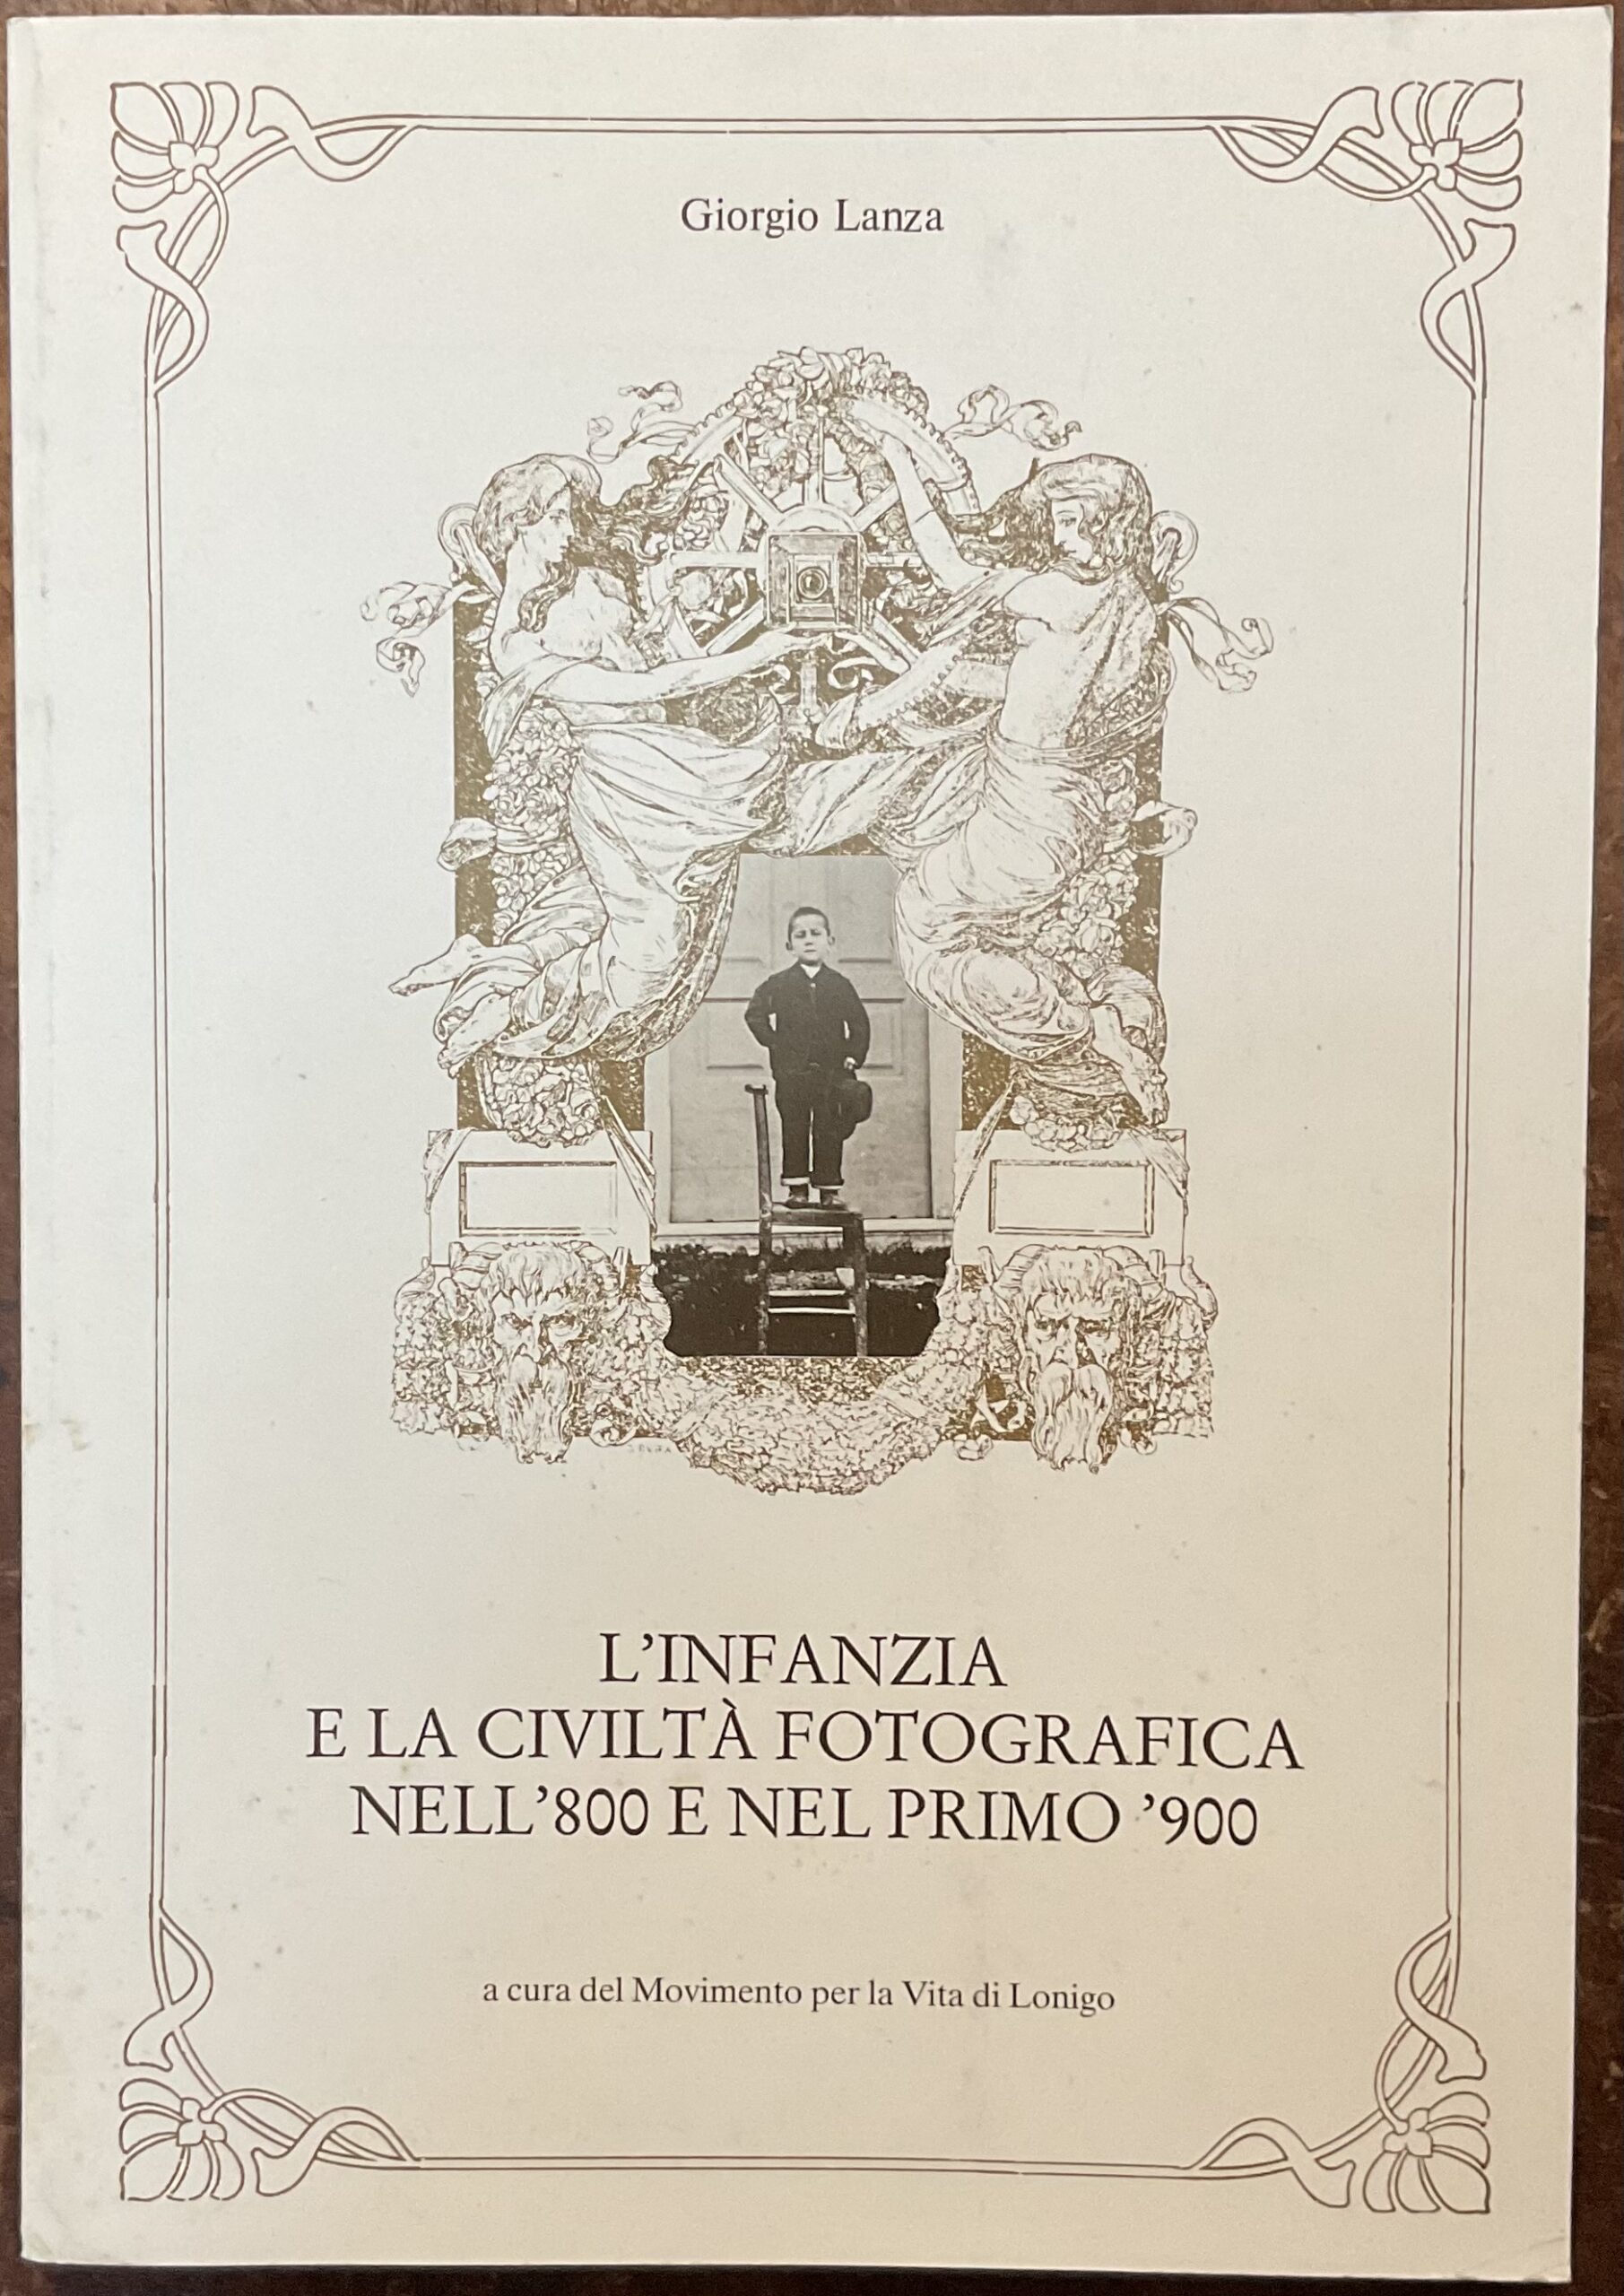 Giorgio Lanza
L'INFANZIA
E LA CIVILTÀ FOTOGRAFICA
NELL'800 E NEL PRIMO '900
a cura del Movimento per la Vita di Lonigo